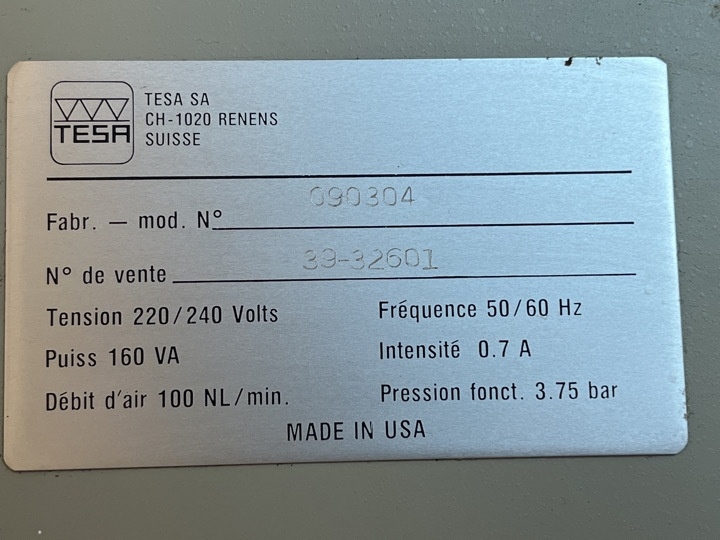 TESA
TESA SA
CH-1020 RENENS
SUISSE
Fabr. — mod. N° 090304
N° de vente 39-32601
Tension 220/240 Volts
Fréquence 50/60 Hz
Puiss 160 VA
Intensité 0.7 A
Débit d'air 100 NL/min.
Pression fonct. 3.75 bar
MADE IN USA